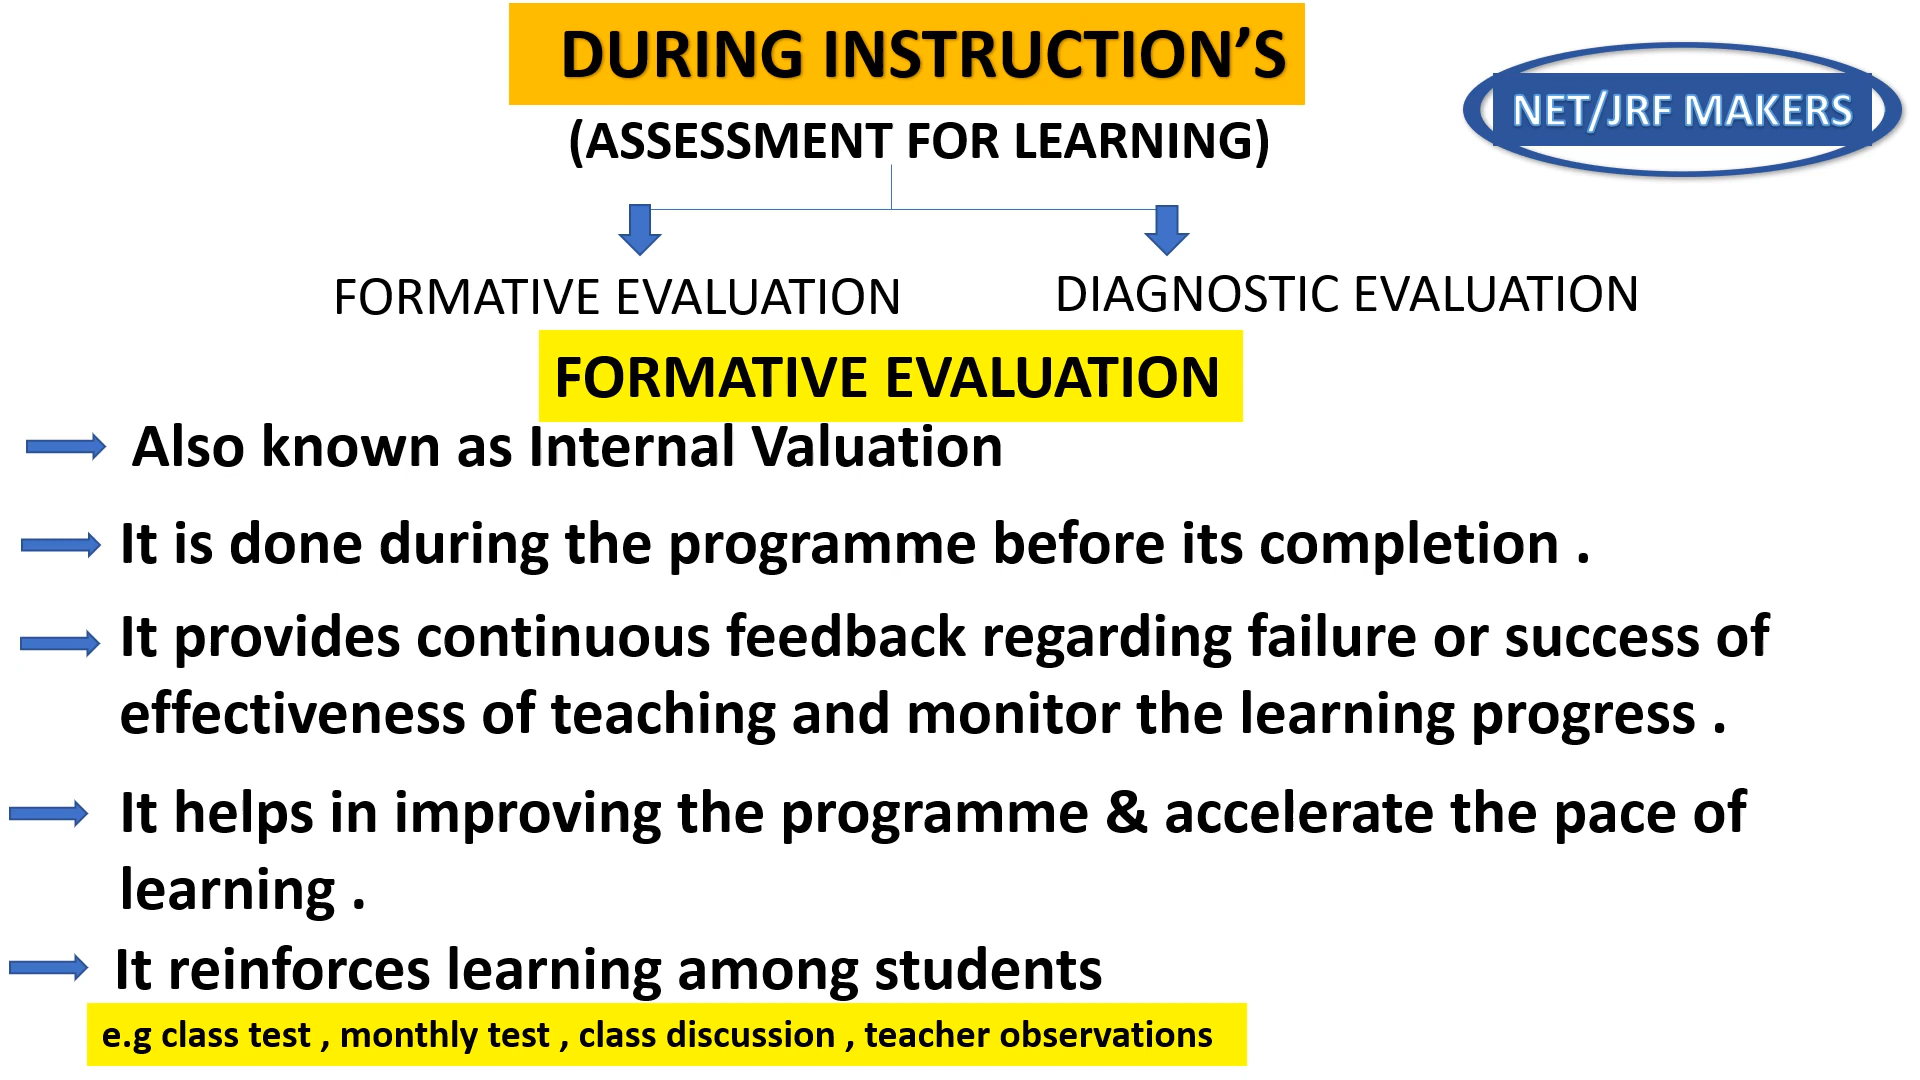 DURING INSTRUCTION’S
NET/JRF MAKERS
(ASSESSMENT FOR LEARNING)
FORMATIVE EVALUATION
DIAGNOSTIC EVALUATION
FORMATIVE EVALUATION
Also known as Internal Valuation
It is done during the programme before its completion .
It provides continuous feedback regarding failure or success of
effectiveness of teaching and monitor the learning progress .
It helps in improving the programme & accelerate the pace of
learning .
It reinforces learning among students
e.g class test , monthly test , class discussion , teacher observations